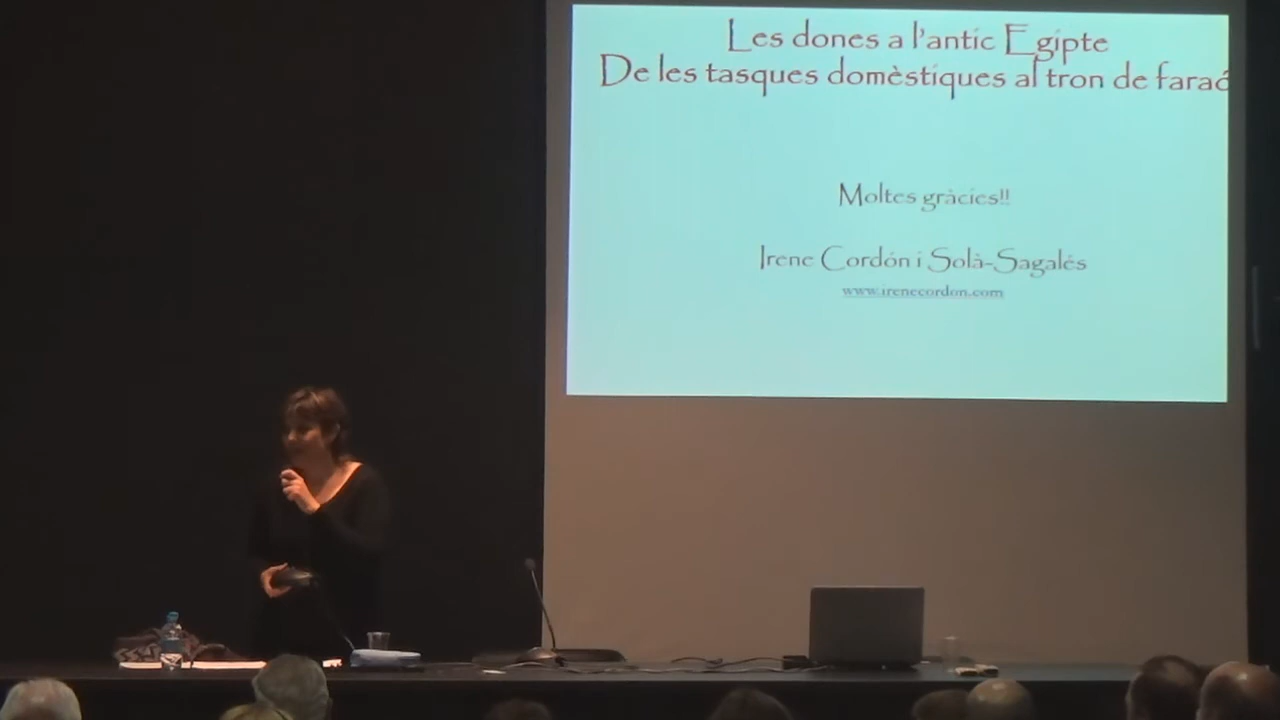 Les dones a l'antic Egipte
De les tasques domèstiques al tron de faraó
Moltes gràcies!!
Irene Cordón i Solà-Sagalés
www.irenecordon.com